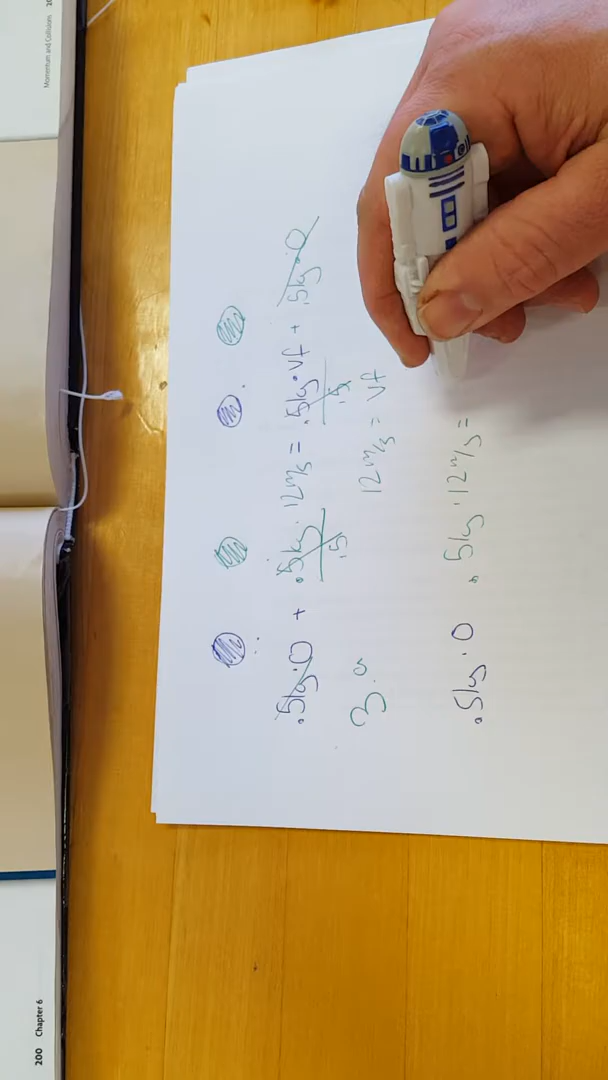 .5kg·0 + .5kg · 12m/s = .5kg·vf + .5kg·0
.5 .5
3.
12m/s = vf
.5kg·0 .5kg·12m/s =
200 Chapter 6
Momentum and Collisions